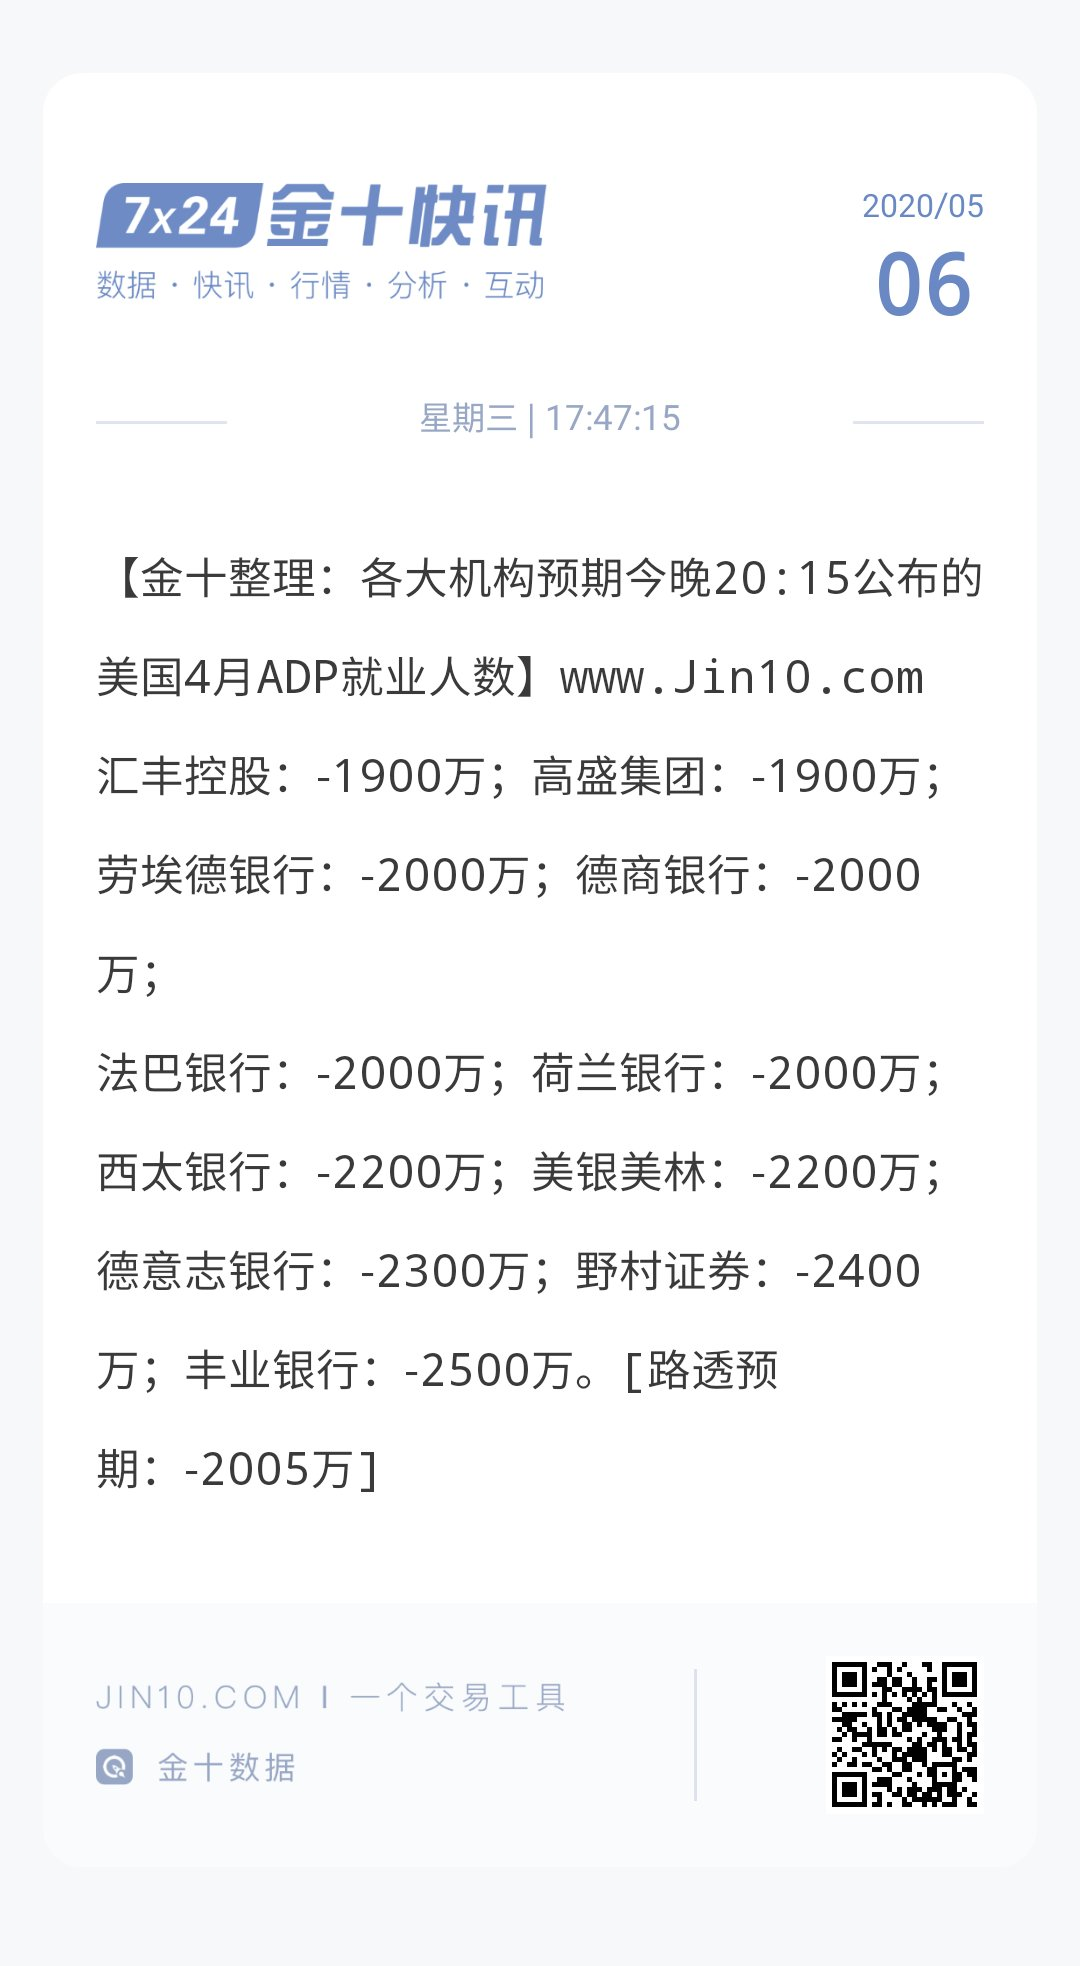 7x24 金十快讯
数据 · 快讯 · 行情 · 分析 · 互动
2020/05
06
星期三 | 17:47:15
【金十整理：各大机构预期今晚20:15公布的
美国4月ADP就业人数】www.Jin10.com
汇丰控股：-1900万；高盛集团：-1900万；
劳埃德银行：-2000万；德商银行：-2000
万；
法巴银行：-2000万；荷兰银行：-2000万；
西太银行：-2200万；美银美林：-2200万；
德意志银行：-2300万；野村证券：-2400
万；丰业银行：-2500万。[路透预
期：-2005万]
JIN10.COM | 一个交易工具
金十数据